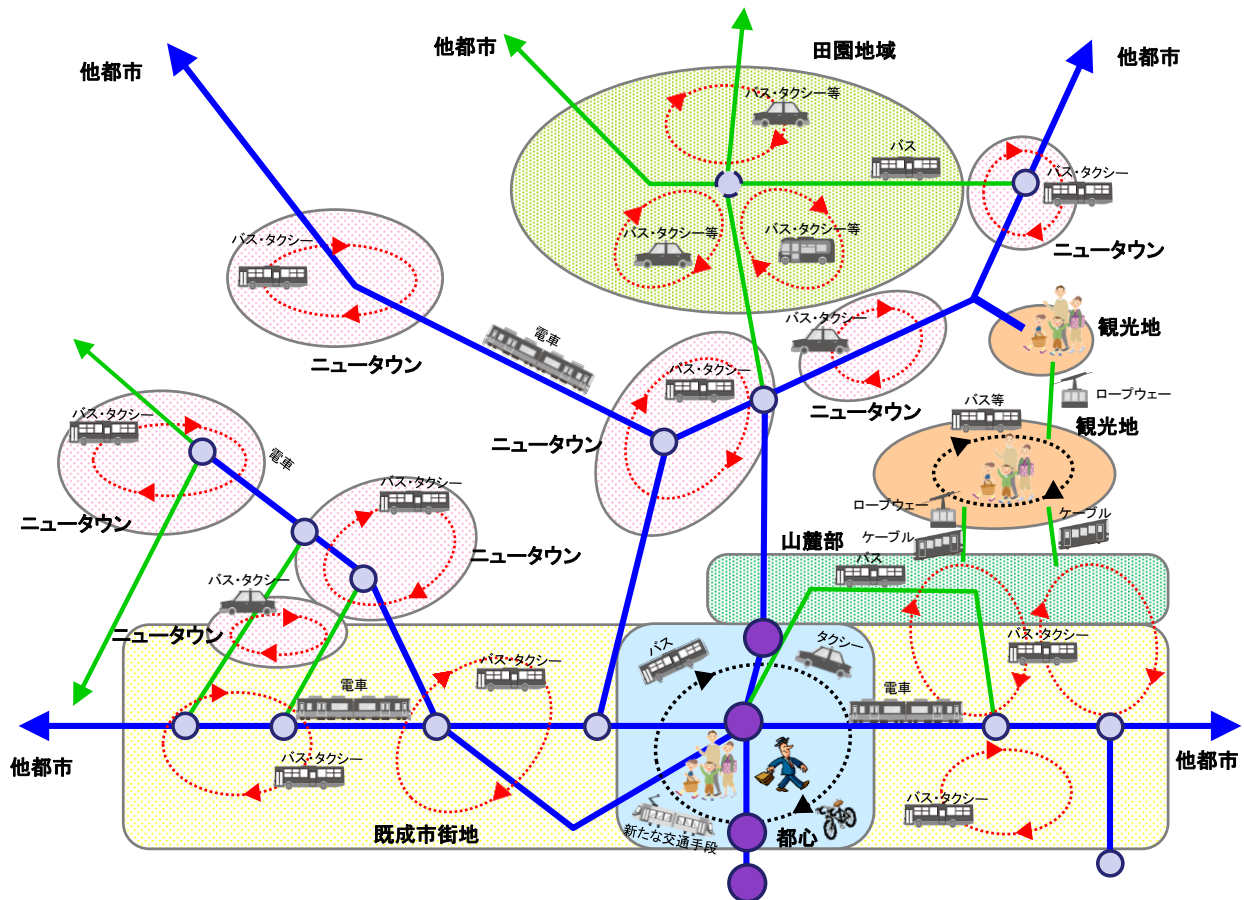 他都市
他都市
田園地域
他都市
バス・タクシー等
バス
バス・タクシー
バス・タクシー
バス・タクシー等
バス・タクシー等
ニュータウン
バス・タクシー
電車
観光地
ニュータウン
バス・タクシー
ロープウェー
バス・タクシー
ニュータウン
バス等
観光地
ニュータウン
電車
バス・タクシー
ロープウェー
ケーブル
ニュータウン
ケーブル
山麓部
ニュータウン
バス
バス・タクシー
ニュータウン
バス
タクシー
バス・タクシー
バス・タクシー
電車
電車
他都市
バス・タクシー
他都市
バス・タクシー
既成市街地
新たな交通手段
都心